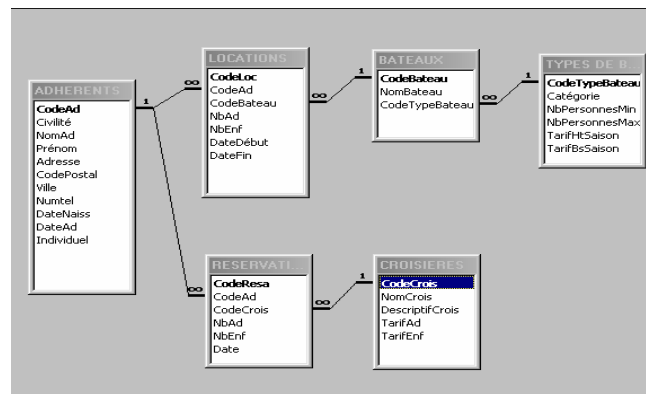 ADHERENTS
CodeAd
Civilité
NomAd
Prénom
Adresse
CodePostal
Ville
Numtel
DateNaiss
DateAd
Individuel
1
1
∞
∞
LOCATIONS
CodeLoc
CodeAd
CodeBateau
NbAd
NbEnf
DateDébut
DateFin
∞
1
BATEAUX
CodeBateau
NomBateau
CodeTypeBateau
∞
1
TYPES DE B...
CodeTypeBateau
Catégorie
NbPersonnesMin
NbPersonnesMax
TarifHtSaison
TarifBsSaison
RESERVATI...
CodeResa
CodeAd
CodeCrois
NbAd
NbEnf
Date
∞
1
CROISIERES
CodeCrois
NomCrois
DescriptifCrois
TarifAd
TarifEnf